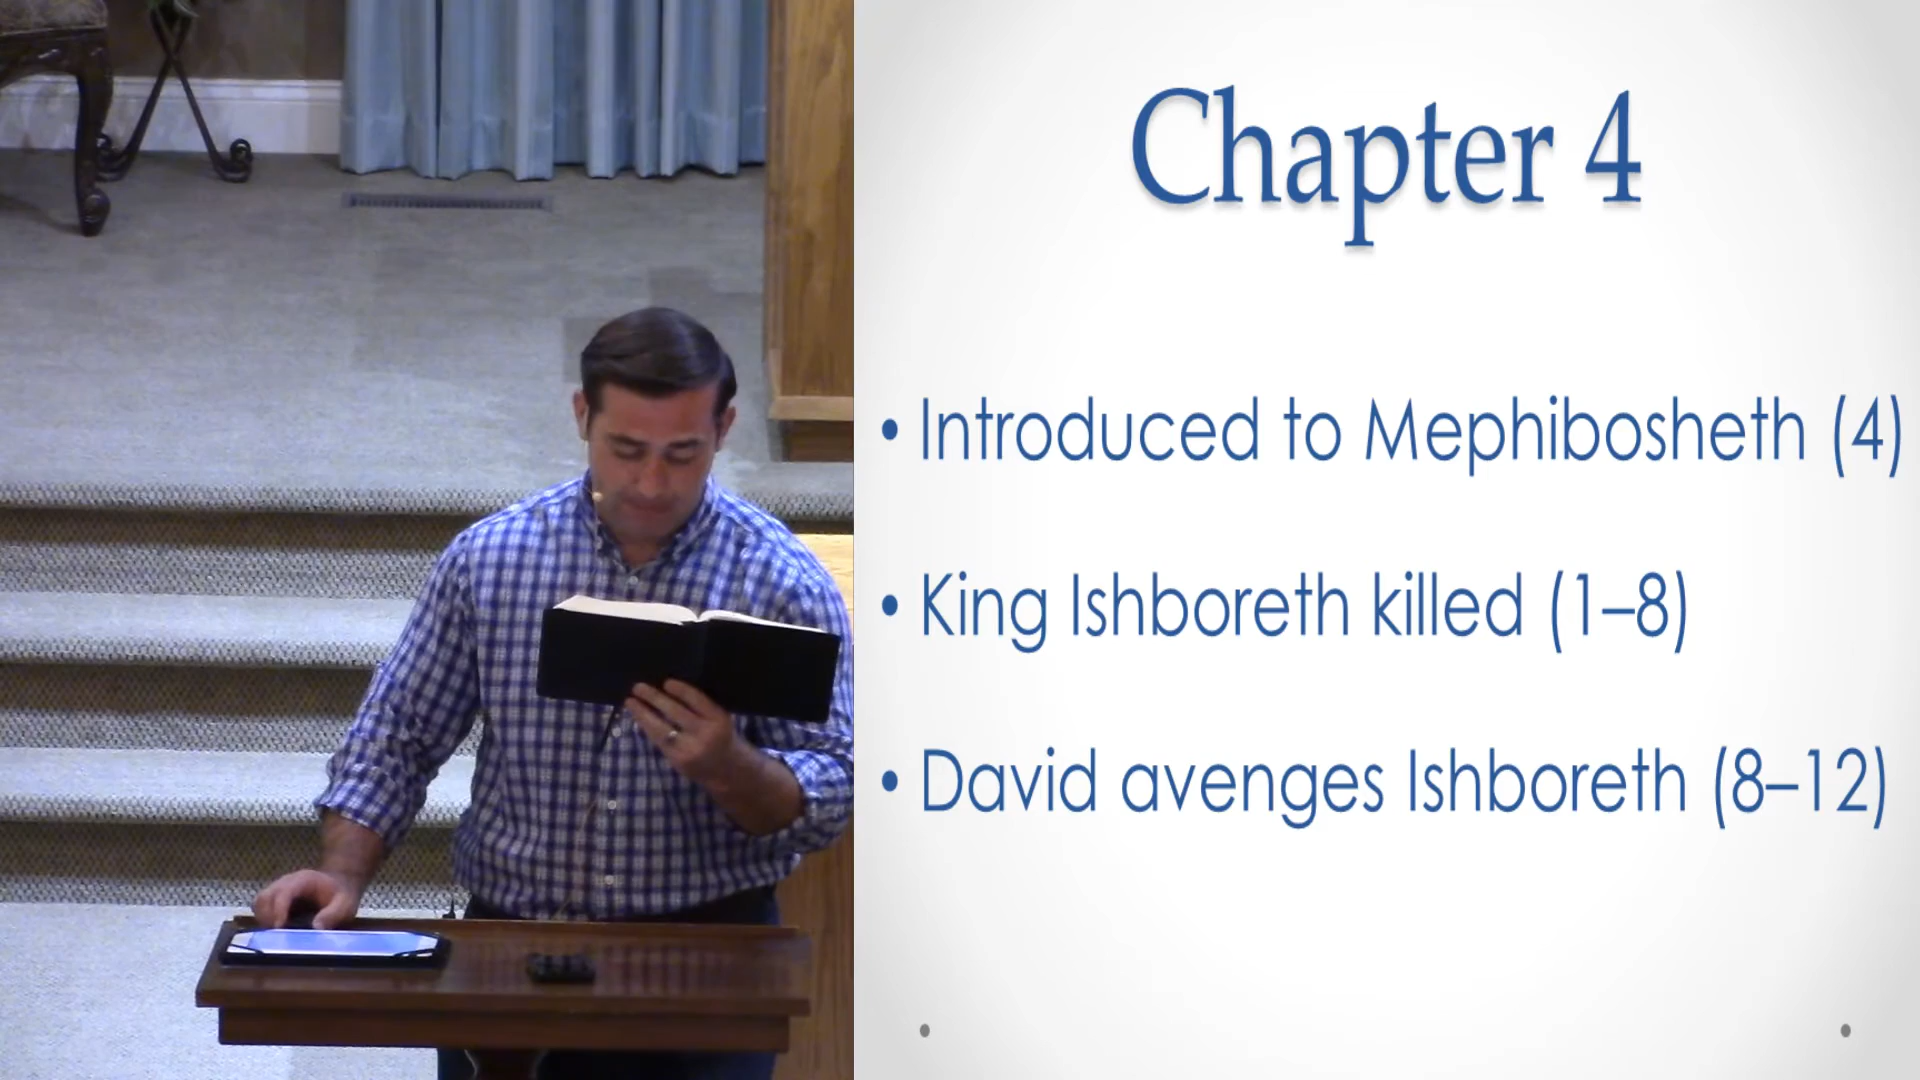 Chapter 4
• Introduced to Mephibosheth (4)
• King Ishboreth killed (1–8)
• David avenges Ishboreth (8–12)